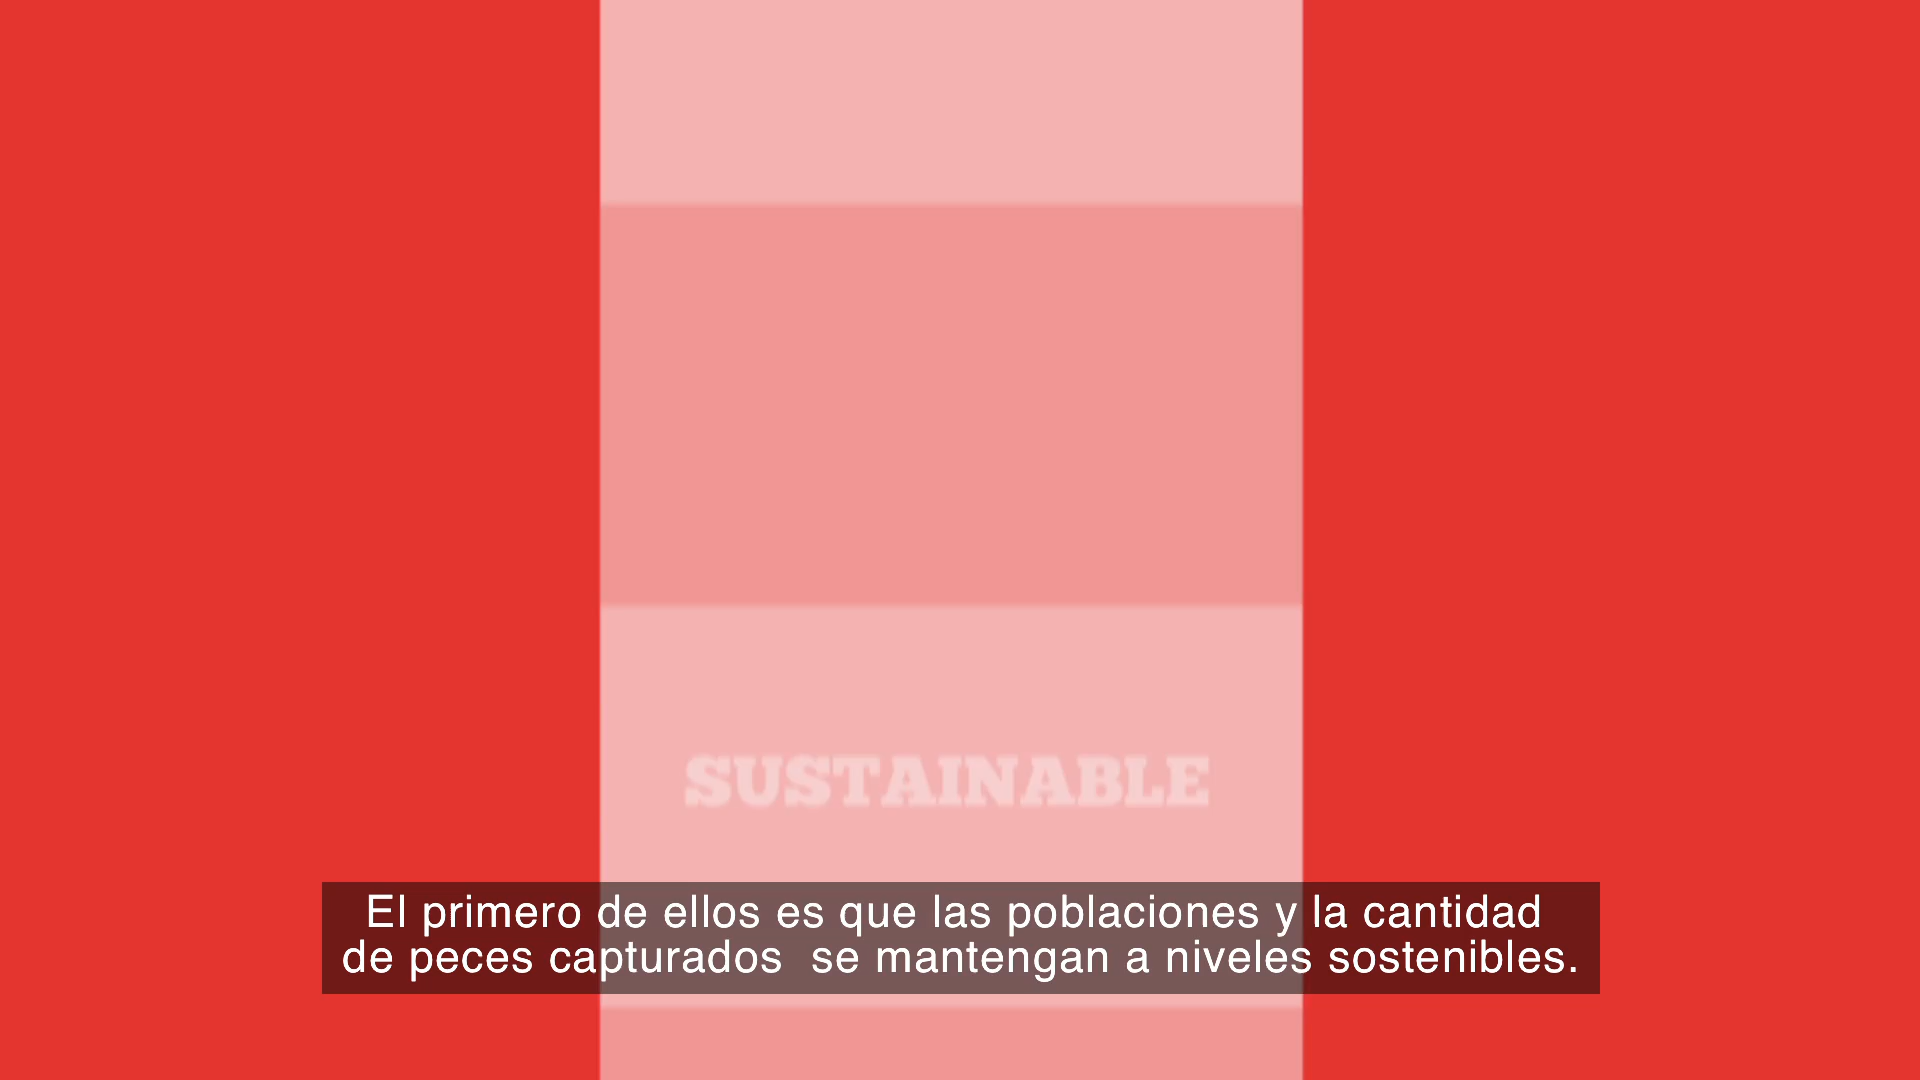 SUSTAINABLE
El primero de ellos es que las poblaciones y la cantidad
de peces capturados  se mantengan a niveles sostenibles.